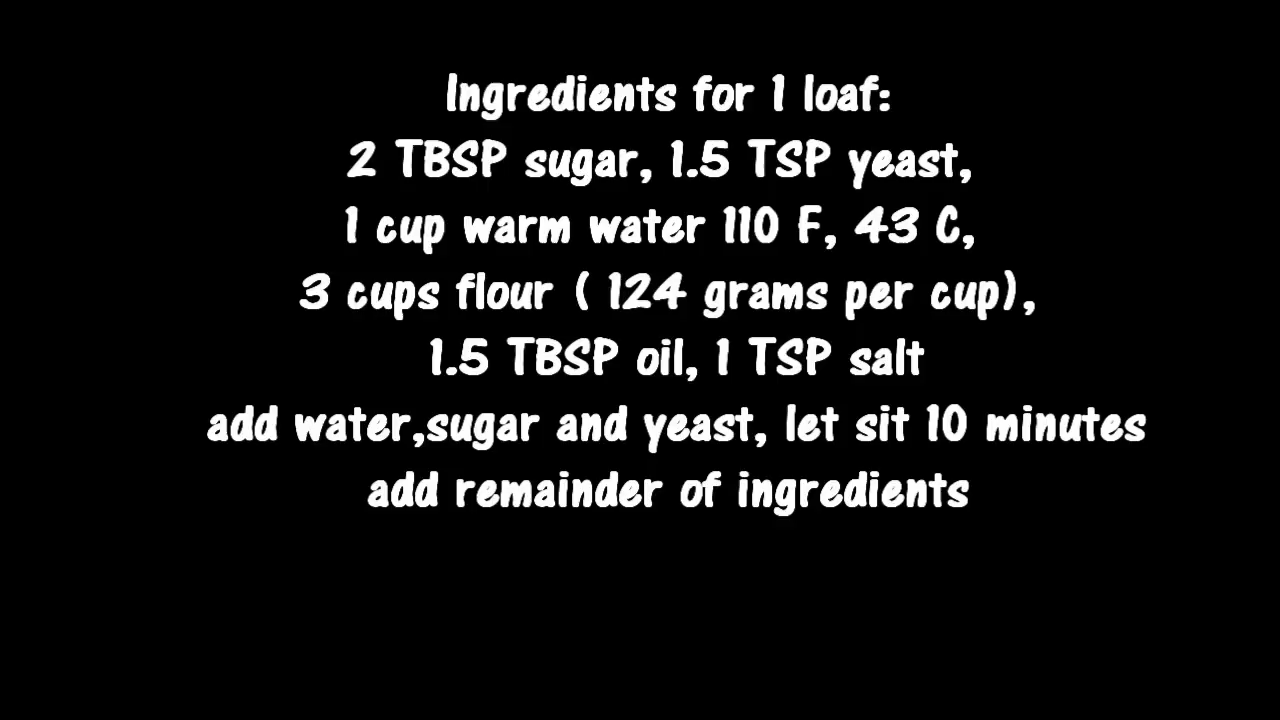 Ingredients for 1 loaf:
2 TBSP sugar, 1.5 TSP yeast,
1 cup warm water 110 F, 43 C,
3 cups flour ( 124 grams per cup),
1.5 TBSP oil, 1 TSP salt
add water,sugar and yeast, let sit 10 minutes
add remainder of ingredients